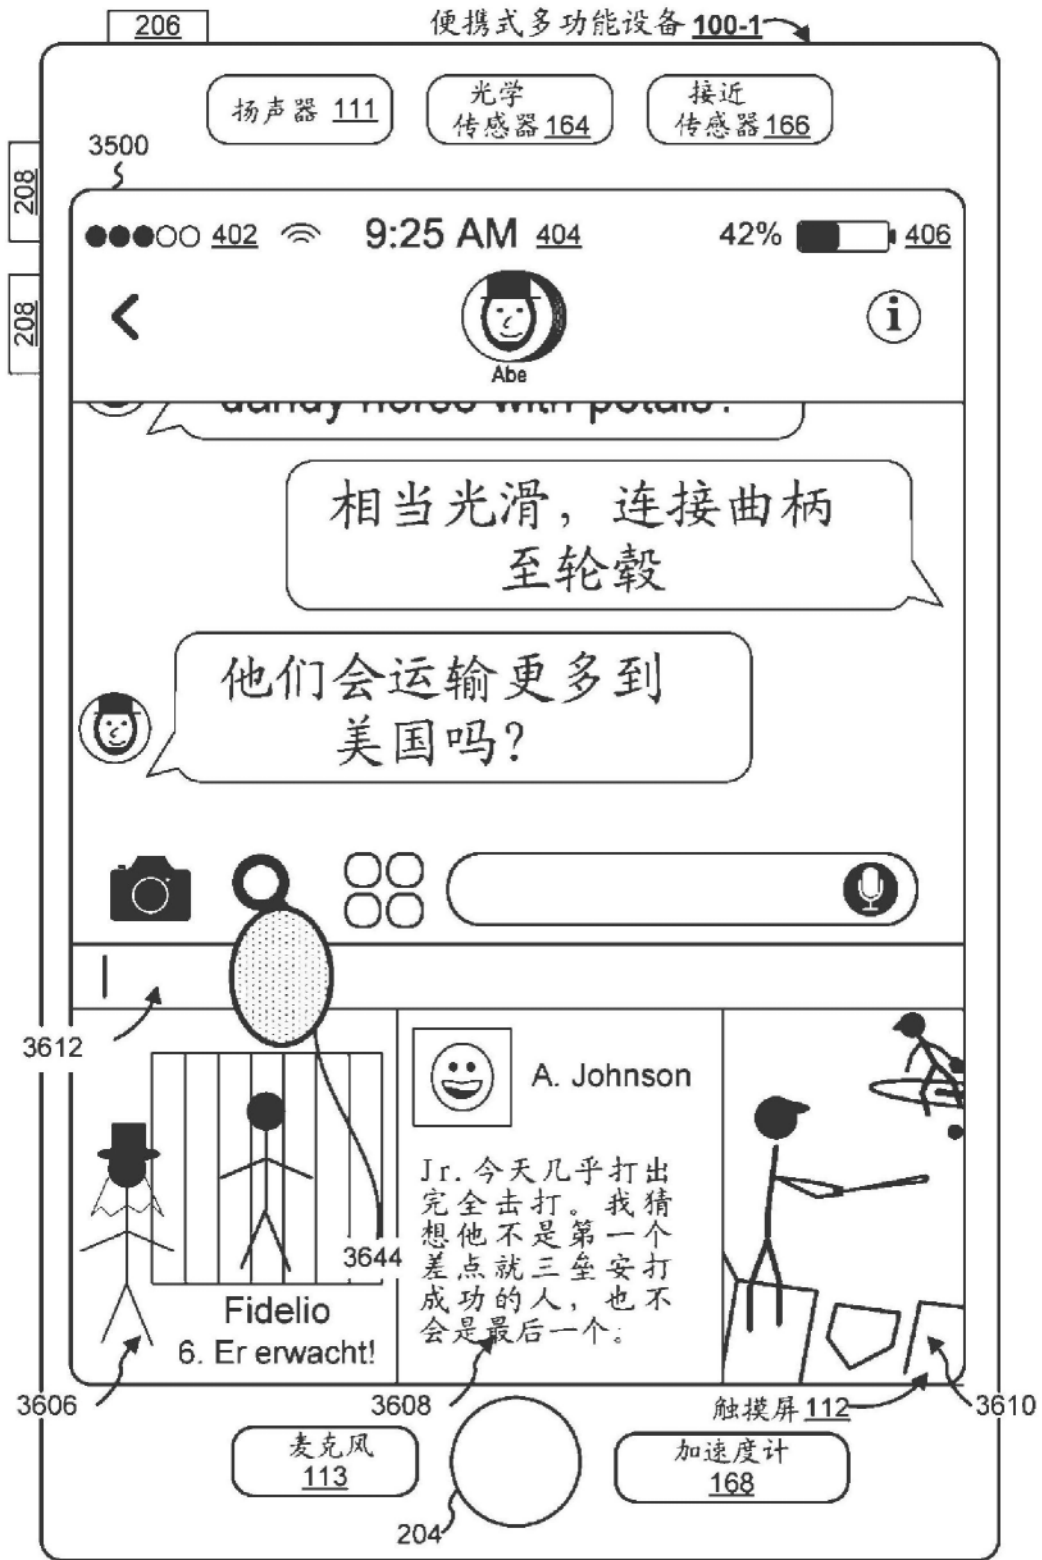 206
便携式多功能设备 100-1
扬声器 111
光学
传感器 164
接近
传感器 166
3500
208
402
9:25 AM 404
42%
406
208
Abe
dandy horse with potato?
相当光滑，连接曲柄
至轮毂
他们会运输更多到
美国吗？
3612
A. Johnson
Jr.今天几乎打出
完全击打。我猜
想他不是第一个
差点就三垒安打
成功的人，也不
会是最后一个。
3644
Fidelio
6. Er erwacht!
3606
3608
触摸屏 112
3610
麦克风
113
加速度计
168
204